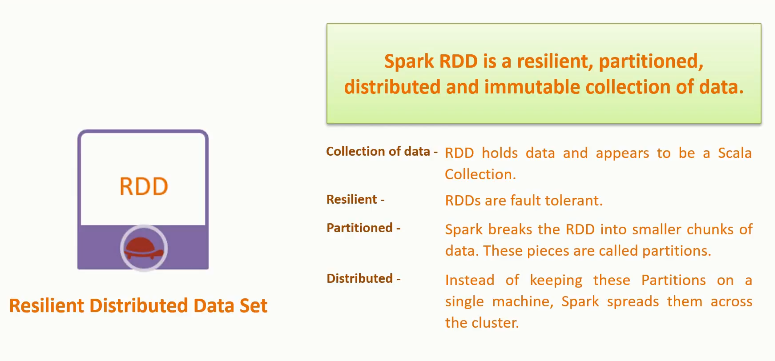 Spark RDD is a resilient, partitioned,
distributed and immutable collection of data.
RDD
Resilient Distributed Data Set
Collection of data - RDD holds data and appears to be a Scala
Collection.
Resilient - RDDs are fault tolerant.
Partitioned - Spark breaks the RDD into smaller chunks of
data. These pieces are called partitions.
Distributed - Instead of keeping these Partitions on a
single machine, Spark spreads them across
the cluster.